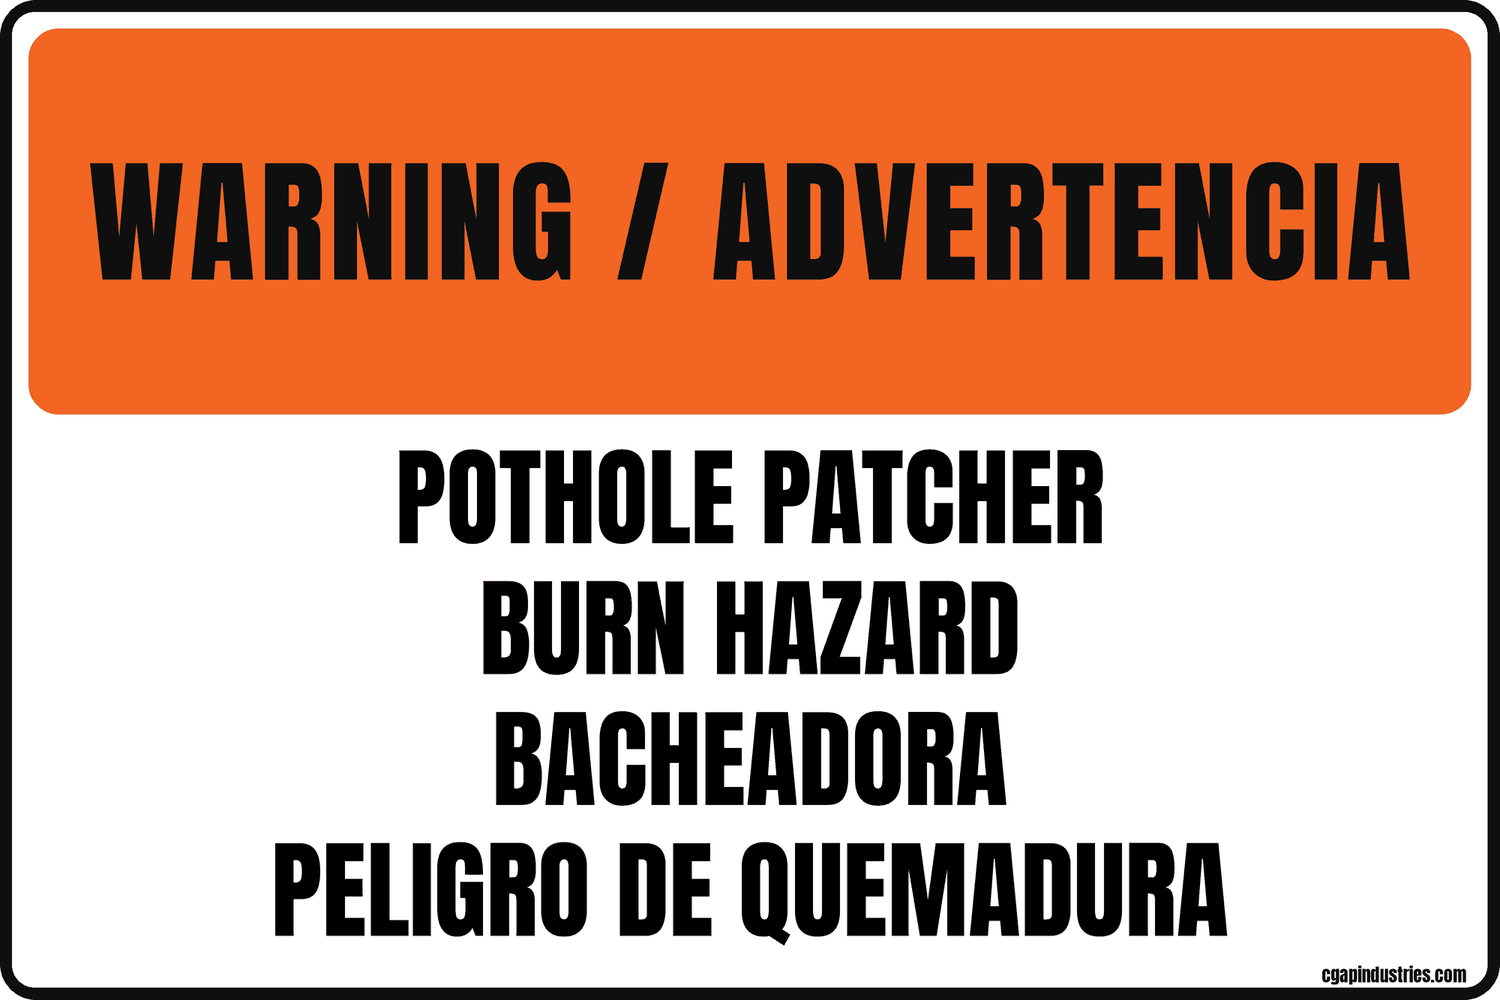 WARNING / ADVERTENCIA
POTHOLE PATCHER
BURN HAZARD
BACHEADORA
PELIGRO DE QUEMADURA
cgapindustries.com